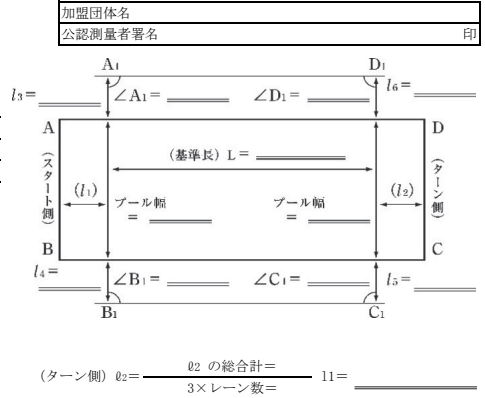 加盟団体名
公認測量者署名 印
A1 D1
l3= ∠A1= ∠D1= l6=
A D
(基準長) L=
(スタート側) (l1) プール幅 = プール幅 = (l2) (ターン側)
B C
l4= ∠B1= ∠C1= l5=
B1 C1
(ターン側) ℓ2= ℓ2 の総合計= l1=
3×レーン数=